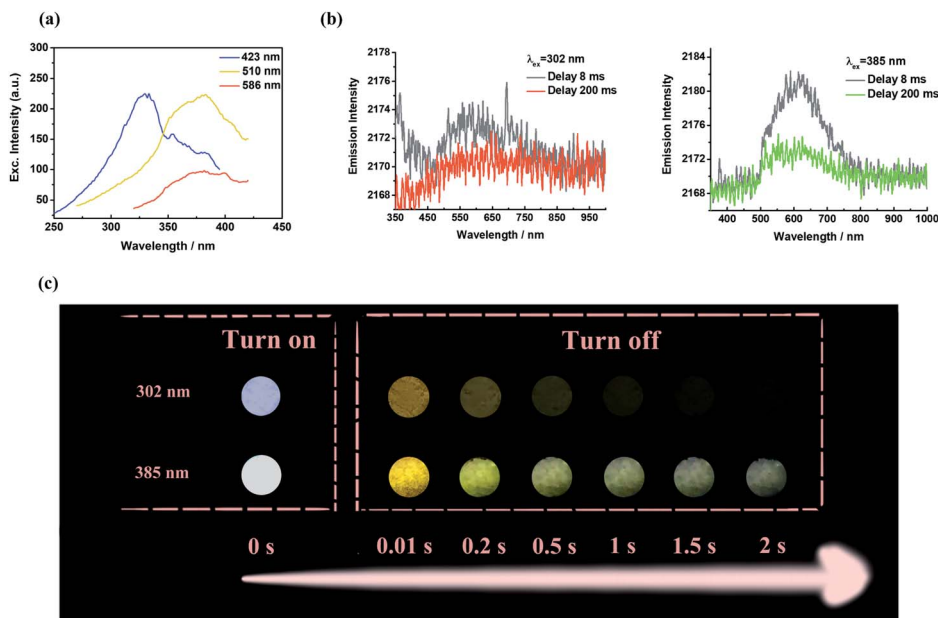 (a)
300
250
200
150
100
50
Exc. Intensity (a.u.)
423 nm
510 nm
586 nm
250 300 350 400 450
Wavelength / nm
(b)
2178
2176
2174
2172
2170
2168
Emission Intensity
λex=302 nm
Delay 8 ms
Delay 200 ms
350 450 550 650 750 850 950
Wavelength / nm
2184
2180
2176
2172
2168
Emission Intensity
λex=385 nm
Delay 8 ms
Delay 200 ms
400 500 600 700 800 900 1000
Wavelength / nm
(c)
Turn on Turn off
302 nm
385 nm
0 s 0.01 s 0.2 s 0.5 s 1 s 1.5 s 2 s